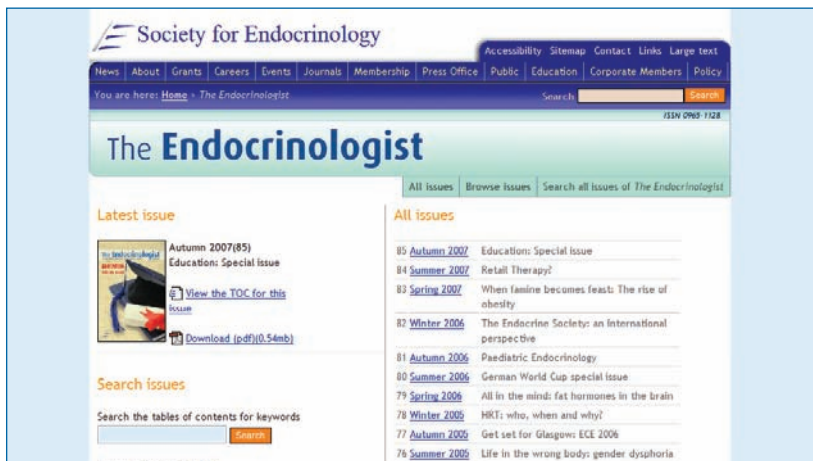 Society for Endocrinology
Accessibility Sitemap Contact Links Large text
News About Grants Careers Events Journals Membership Press Office Public Education Corporate Members Policy
You are here: Home » The Endocrinologist
Search Search
ISSN 0965-1128
The Endocrinologist
All issues Browse issues Search all issues of The Endocrinologist
Latest issue
Autumn 2007(85)
Education: Special issue
View the TOC for this
issue
Download (pdf)(0.54mb)
Search issues
Search the tables of contents for keywords
Search
All issues
85 Autumn 2007 Education: Special issue
84 Summer 2007 Retail Therapy?
83 Spring 2007 When famine becomes feast: The rise of
obesity
82 Winter 2006 The Endocrine Society: an international
perspective
81 Autumn 2006 Paediatric Endocrinology
80 Summer 2006 German World Cup special issue
79 Spring 2006 All in the mind: fat hormones in the brain
78 Winter 2005 HRT: who, when and why?
77 Autumn 2005 Get set for Glasgow: ECE 2006
76 Summer 2005 Life in the wrong body: gender dysphoria